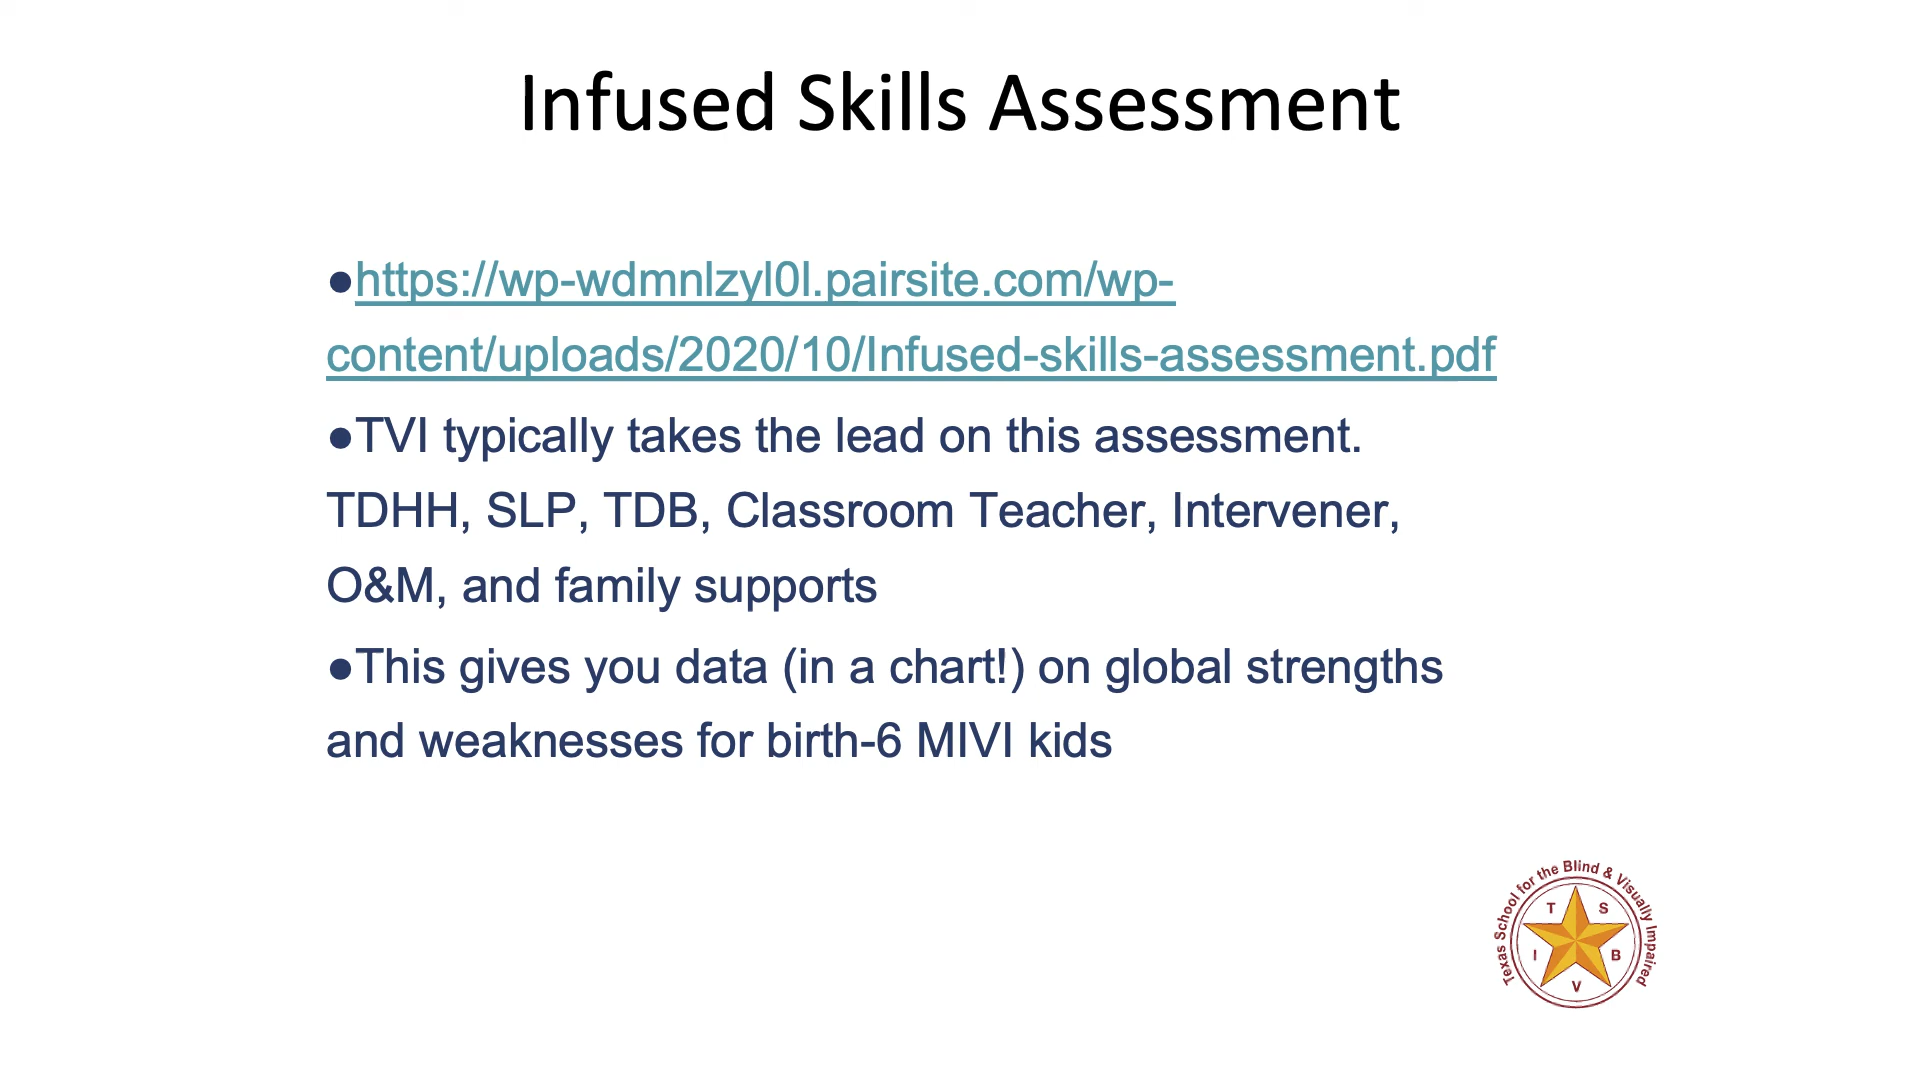 Infused Skills Assessment
●https://wp-wdmnlzyl0l.pairsite.com/wp-
content/uploads/2020/10/Infused-skills-assessment.pdf
●TVI typically takes the lead on this assessment.
TDHH, SLP, TDB, Classroom Teacher, Intervener,
O&M, and family supports
●This gives you data (in a chart!) on global strengths
and weaknesses for birth-6 MIVI kids
Texas School for the Blind & Visually Impaired
T S B V I